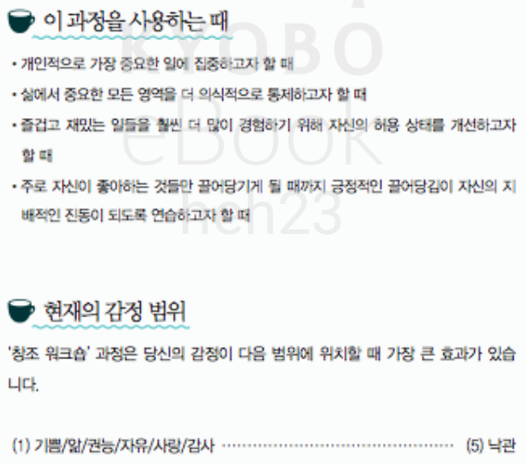 이 과정을 사용하는 때
• 개인적으로 가장 중요한 일에 집중하고자 할 때
• 삶에서 중요한 모든 영역을 더 의식적으로 통제하고자 할 때
• 즐겁고 재밌는 일들을 훨씬 더 많이 경험하기 위해 자신의 허용 상태를 개선하고자
할 때
• 주로 자신이 좋아하는 것들만 끌어당기게 될 때까지 긍정적인 끌어당김이 자신의 지
배적인 진동이 되도록 연습하고자 할 때
KYOBO
eBook
hch23
현재의 감정 범위
'창조 워크숍' 과정은 당신의 감정이 다음 범위에 위치할 때 가장 큰 효과가 있습
니다.
(1) 기쁨/앎/권능/자유/사랑/감사 ······························ (5) 낙관